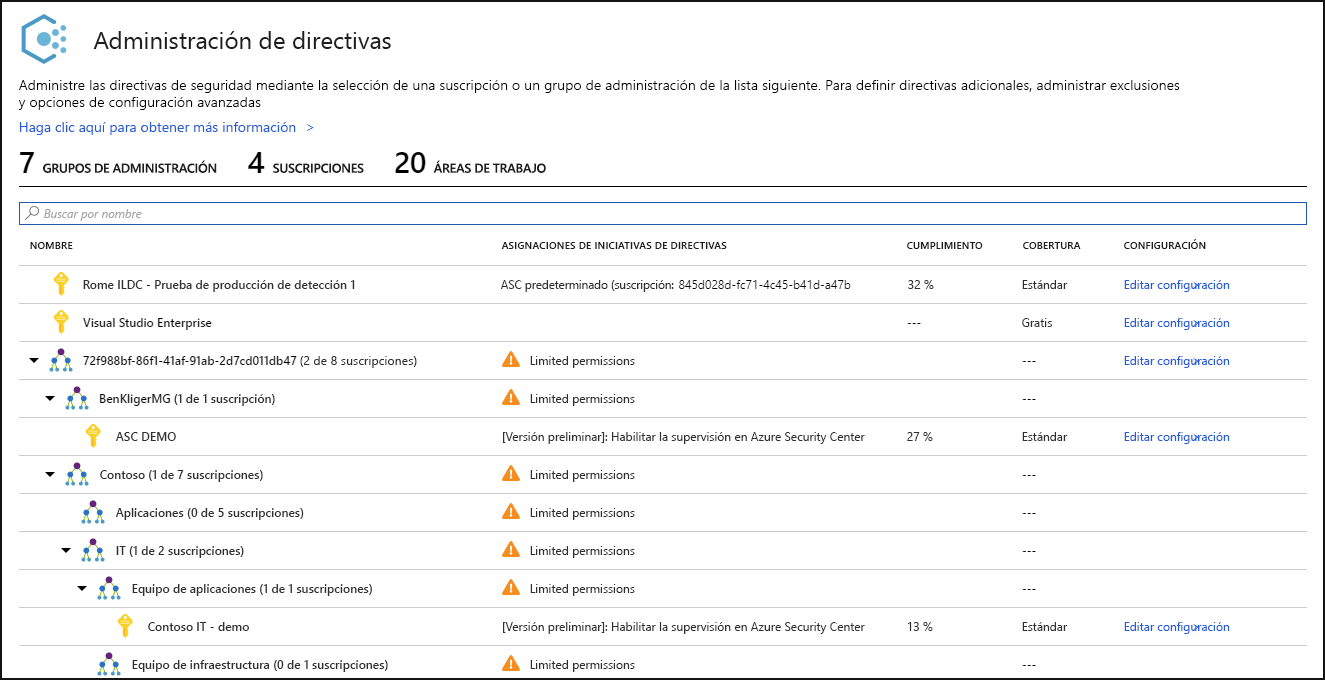 Administración de directivas
Administre las directivas de seguridad mediante la selección de una suscripción o un grupo de administración de la lista siguiente. Para definir directivas adicionales, administrar exclusiones
y opciones de configuración avanzadas
Haga clic aquí para obtener más información >
7 GRUPOS DE ADMINISTRACIÓN 4 SUSCRIPCIONES 20 ÁREAS DE TRABAJO
Buscar por nombre
NOMBRE ASIGNACIONES DE INICIATIVAS DE DIRECTIVAS CUMPLIMIENTO COBERTURA CONFIGURACIÓN
Rome ILDC - Prueba de producción de detección 1 ASC predeterminado (suscripción: 845d028d-fc71-4c45-b41d-a47b 32 % Estándar Editar configuración
Visual Studio Enterprise --- Gratis Editar configuración
72f988bf-86f1-41af-91ab-2d7cd011db47 (2 de 8 suscripciones) Limited permissions --- Editar configuración
BenKligerMG (1 de 1 suscripción) Limited permissions ---
ASC DEMO [Versión preliminar]: Habilitar la supervisión en Azure Security Center 27 % Estándar Editar configuración
Contoso (1 de 7 suscripciones) Limited permissions ---
Aplicaciones (0 de 5 suscripciones) Limited permissions ---
IT (1 de 2 suscripciones) Limited permissions ---
Equipo de aplicaciones (1 de 1 suscripciones) Limited permissions ---
Contoso IT - demo [Versión preliminar]: Habilitar la supervisión en Azure Security Center 13 % Estándar Editar configuración
Equipo de infraestructura (0 de 1 suscripciones) Limited permissions ---